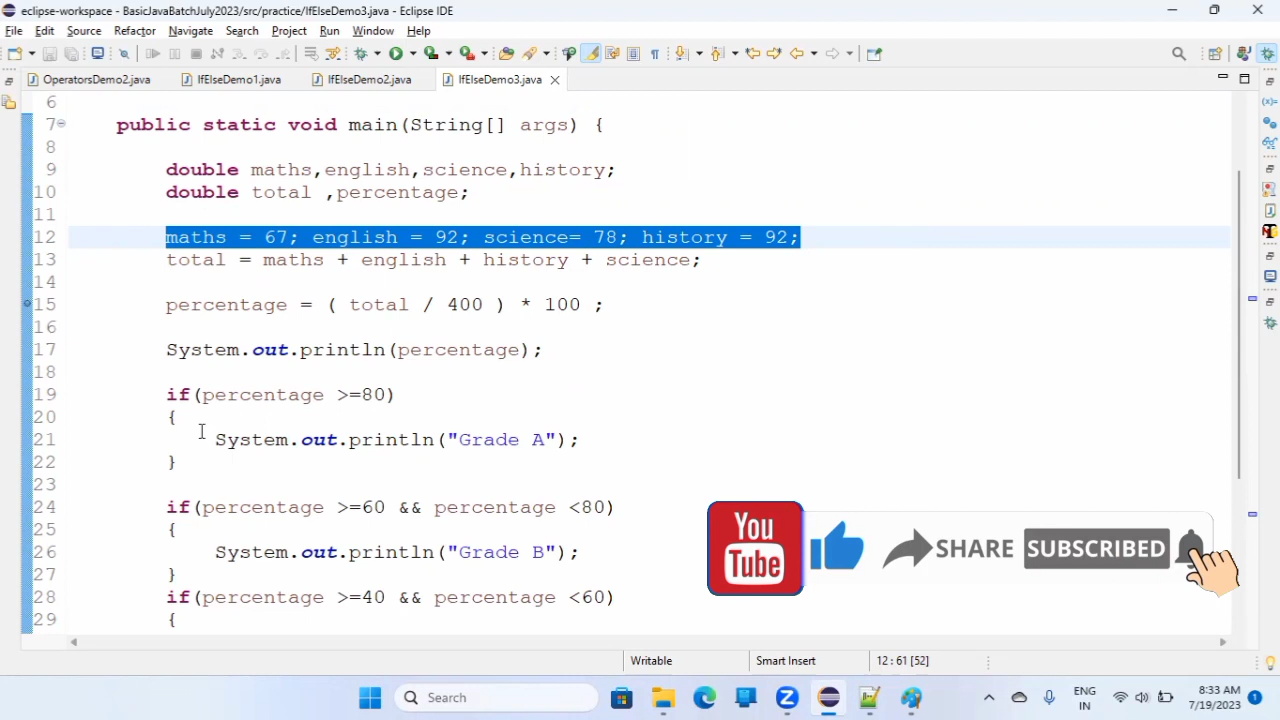 eclipse-workspace - BasicJavaBatchJuly2023/src/practice/IfElseDemo3.java - Eclipse IDE
File Edit Source Refactor Navigate Search Project Run Window Help
OperatorsDemo2.java IfElseDemo1.java IfElseDemo2.java IfElseDemo3.java
6
7 public static void main(String[] args) {
8
9 double maths,english,science,history;
10 double total ,percentage;
11
12 maths = 67; english = 92; science= 78; history = 92;
13 total = maths + english + history + science;
14
15 percentage = ( total / 400 ) * 100 ;
16
17 System.out.println(percentage);
18
19 if(percentage >=80)
20 {
21 System.out.println("Grade A");
22 }
23
24 if(percentage >=60 && percentage <80)
25 {
26 System.out.println("Grade B");
27 }
28 if(percentage >=40 && percentage <60)
29 {
You
Tube
SHARE SUBSCRIBED
Writable Smart Insert 12 : 61 [52]
Search
ENG
IN
8:33 AM
7/19/2023
1